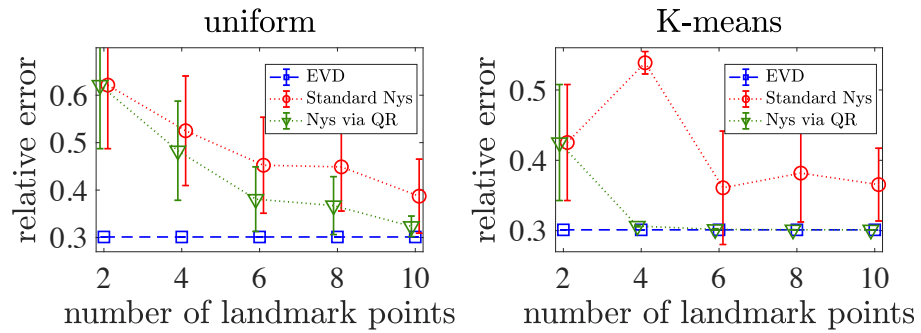 uniform
relative error
0.6
0.5
0.4
0.3
EVD
Standard Nys
Nys via QR
2 4 6 8 10
number of landmark points
K-means
relative error
0.5
0.4
0.3
EVD
Standard Nys
Nys via QR
2 4 6 8 10
number of landmark points